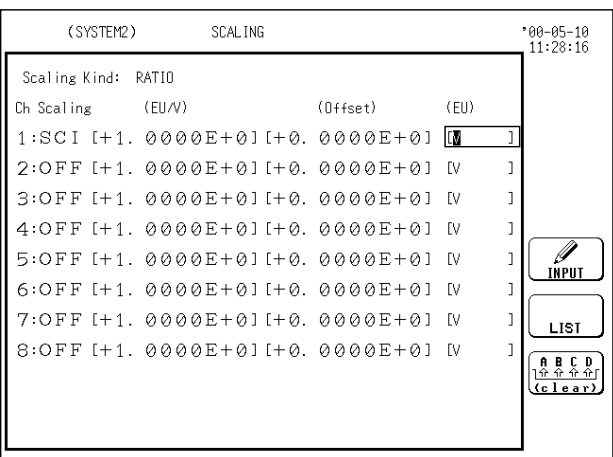 (SYSTEM2) SCALING '00-05-10
11:28:16
Scaling Kind: RATIO
Ch Scaling (EU/V) (Offset) (EU)
1:SCI [+1. 0000E+0] [+0. 0000E+0] [V ]
2:OFF [+1. 0000E+0] [+0. 0000E+0] [V ]
3:OFF [+1. 0000E+0] [+0. 0000E+0] [V ]
4:OFF [+1. 0000E+0] [+0. 0000E+0] [V ]
5:OFF [+1. 0000E+0] [+0. 0000E+0] [V ]
6:OFF [+1. 0000E+0] [+0. 0000E+0] [V ]
7:OFF [+1. 0000E+0] [+0. 0000E+0] [V ]
8:OFF [+1. 0000E+0] [+0. 0000E+0] [V ]
INPUT
LIST
A B C D
(clear)